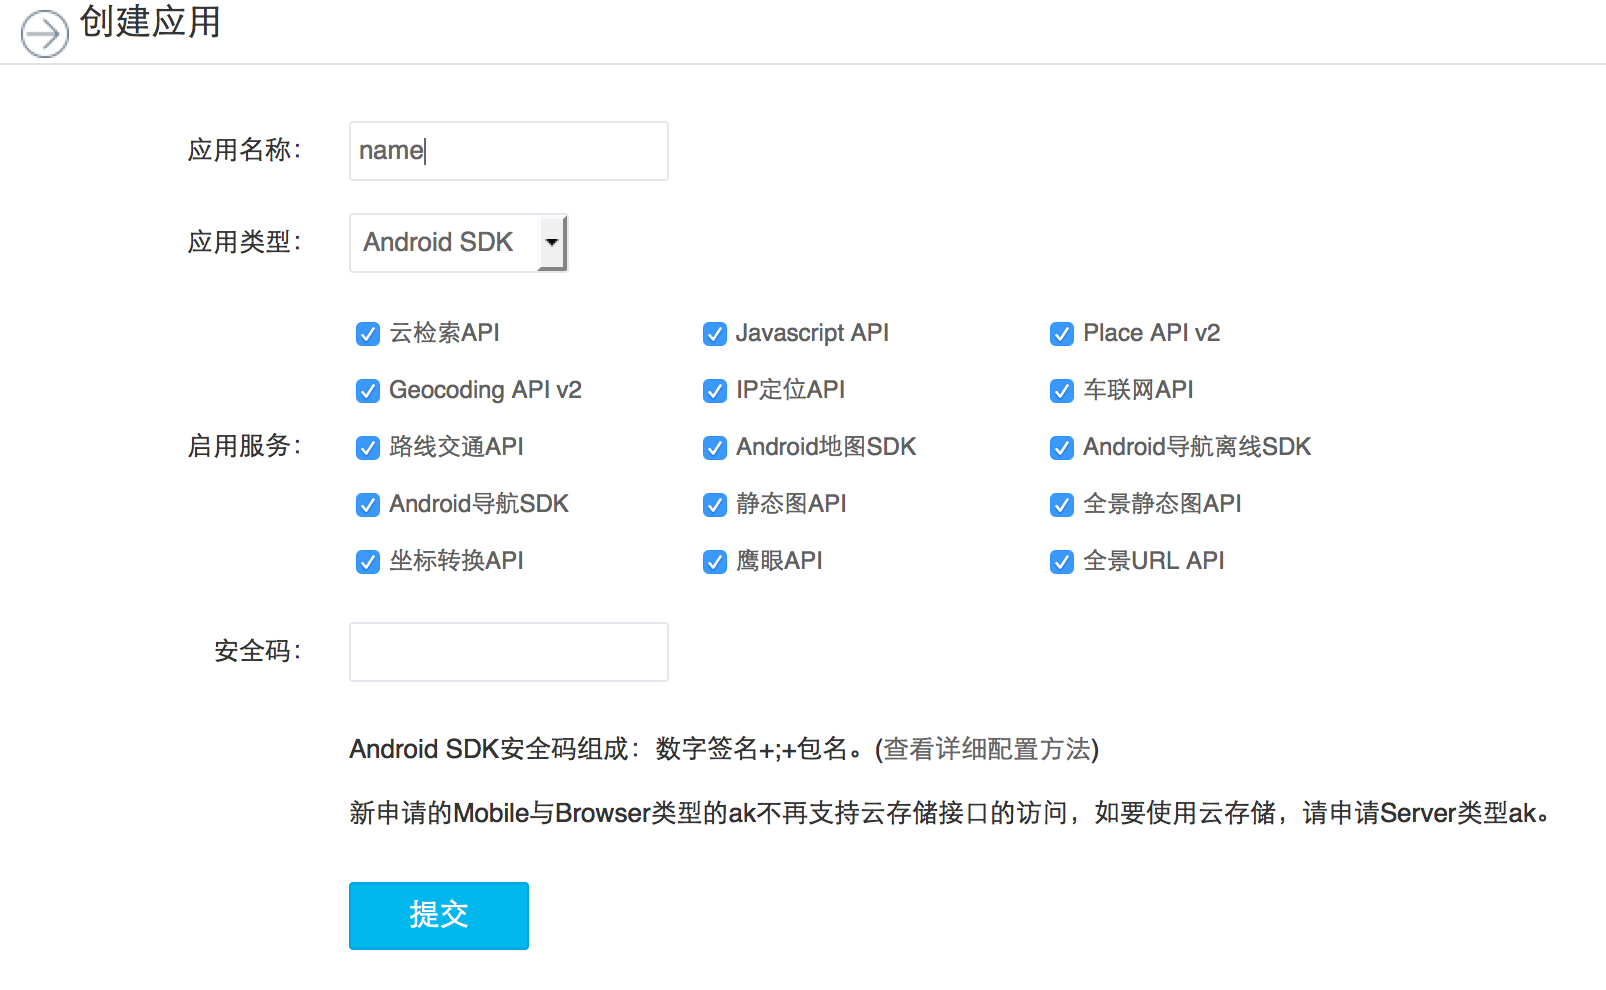 创建应用
应用名称： name
应用类型： Android SDK
云检索API Javascript API Place API v2
Geocoding API v2 IP定位API 车联网API
启用服务： 路线交通API Android地图SDK Android导航离线SDK
Android导航SDK 静态图API 全景静态图API
坐标转换API 鹰眼API 全景URL API
安全码：
Android SDK安全码组成：数字签名+;+包名。(查看详细配置方法)
新申请的Mobile与Browser类型的ak不再支持云存储接口的访问，如要使用云存储，请申请Server类型ak。
提交